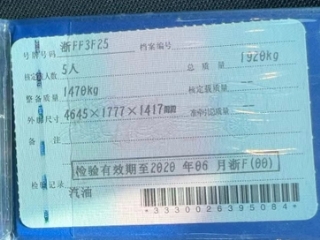 号牌号码 浙FF3F25 档案编号
核定载人数 5人 总质量 1920kg
整备质量 1470kg 核定载质量
外廓尺寸 4645×1777×1417mm 准牵引总质量
备注
检验有效期至2020年06月浙F(00)
检验记录
汽油
*3330026395084*